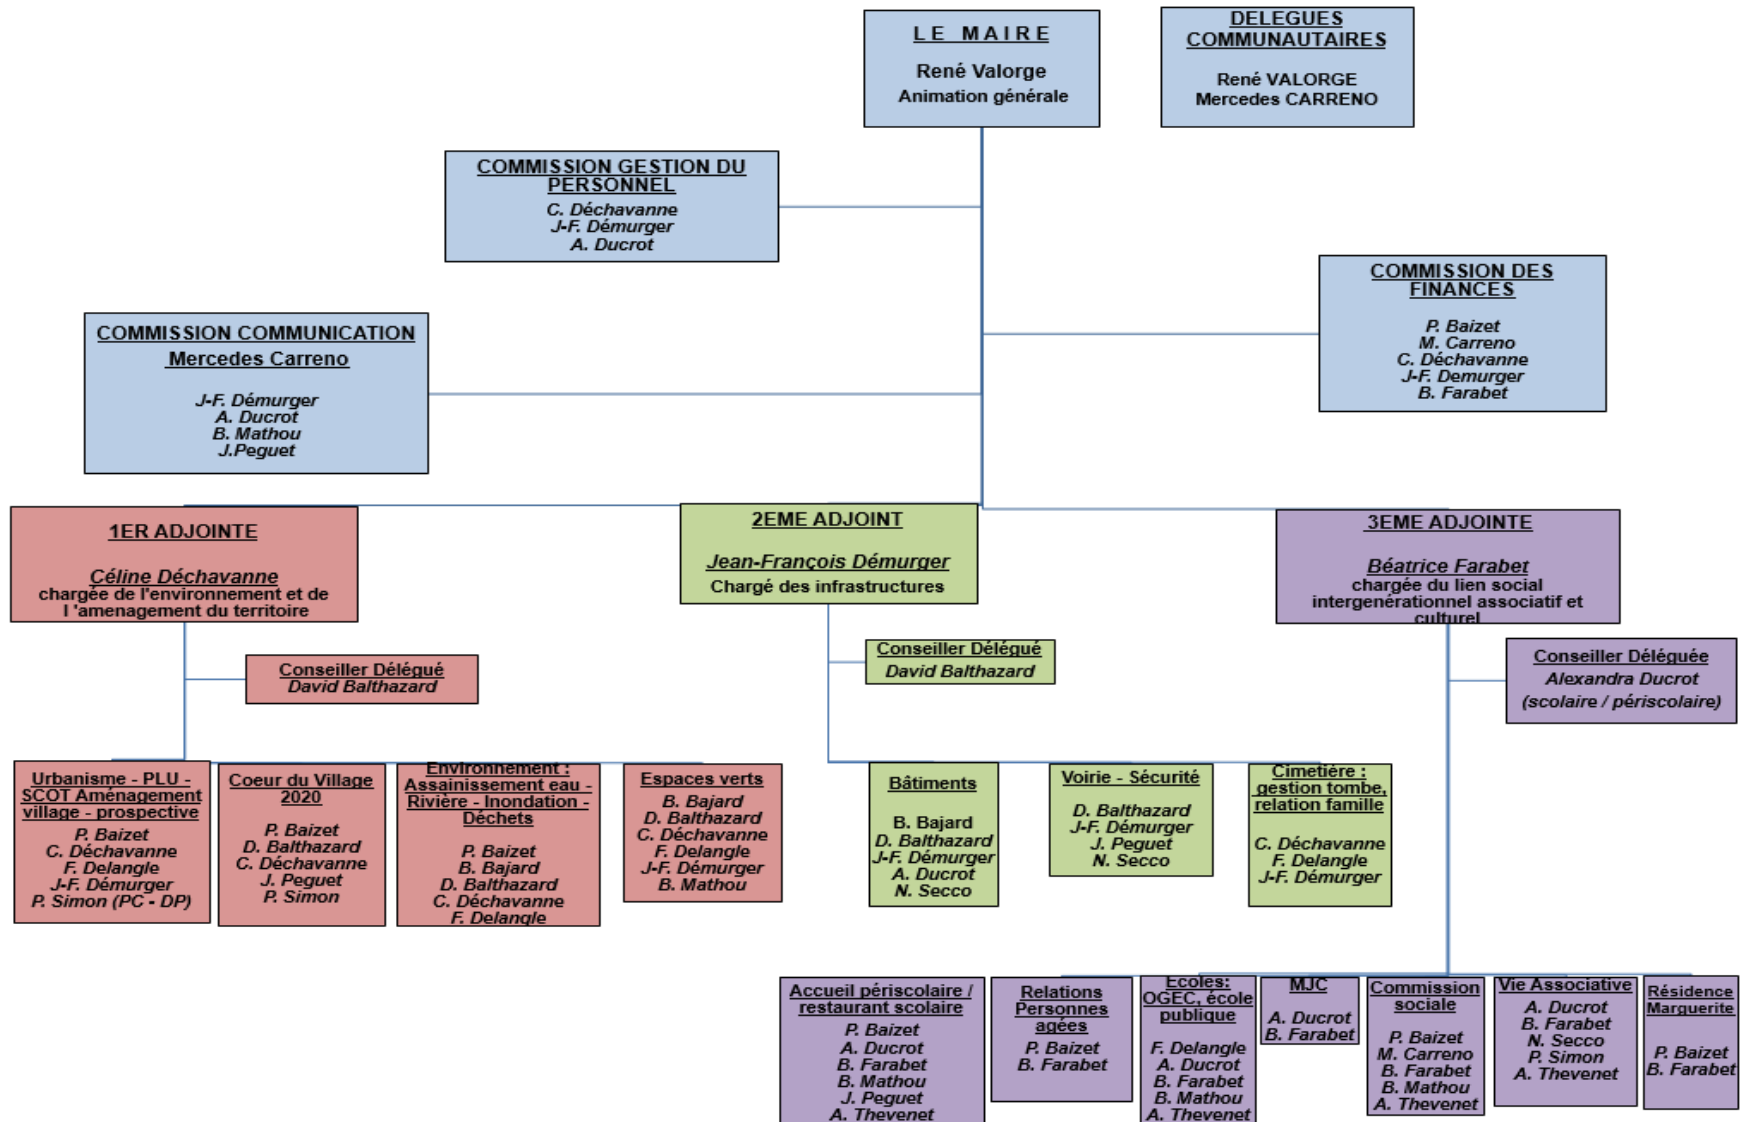 LE MAIRE
René Valorge
Animation générale
DELEGUES
COMMUNAUTAIRES
René VALORGE
Mercedes CARRENO
COMMISSION GESTION DU
PERSONNEL
C. Déchavanne
J-F. Démurger
A. Ducrot
COMMISSION DES
FINANCES
P. Baizet
M. Carreno
C. Déchavanne
J-F. Demurger
B. Farabet
COMMISSION COMMUNICATION
Mercedes Carreno
J-F. Démurger
A. Ducrot
B. Mathou
J.Peguet
1ER ADJOINTE
Céline Déchavanne
chargée de l'environnement et de
l 'amenagement du territoire
2EME ADJOINT
Jean-François Démurger
Chargé des infrastructures
3EME ADJOINTE
Béatrice Farabet
chargée du lien social
intergenérationnel associatif et
culturel
Conseiller Délégué
David Balthazard
Conseiller Délégué
David Balthazard
Conseiller Déléguée
Alexandra Ducrot
(scolaire / périscolaire)
Urbanisme - PLU -
SCOT Aménagement
village - prospective
P. Baizet
C. Déchavanne
F. Delangle
J-F. Démurger
P. Simon (PC - DP)
Coeur du Village
2020
P. Baizet
D. Balthazard
C. Déchavanne
J. Peguet
P. Simon
Environnement :
Assainissement eau -
Rivière - Inondation -
Déchets
P. Baizet
B. Bajard
D. Balthazard
C. Déchavanne
F. Delangle
Espaces verts
B. Bajard
D. Balthazard
C. Déchavanne
F. Delangle
J-F. Démurger
B. Mathou
Bâtiments
B. Bajard
D. Balthazard
J-F. Démurger
A. Ducrot
N. Secco
Voirie - Sécurité
D. Balthazard
J-F. Démurger
J. Peguet
N. Secco
Cimetière :
gestion tombe,
relation famille
C. Déchavanne
F. Delangle
J-F. Démurger
Accueil périscolaire /
restaurant scolaire
P. Baizet
A. Ducrot
B. Farabet
B. Mathou
J. Peguet
A. Thevenet
Relations
Personnes
agées
P. Baizet
B. Farabet
Ecoles:
OGEC, école
publique
F. Delangle
A. Ducrot
B. Farabet
B. Mathou
A. Thevenet
MJC
A. Ducrot
B. Farabet
Commission
sociale
P. Baizet
M. Carreno
B. Farabet
B. Mathou
A. Thevenet
Vie Associative
A. Ducrot
B. Farabet
N. Secco
P. Simon
A. Thevenet
Résidence
Marguerite
P. Baizet
B. Farabet